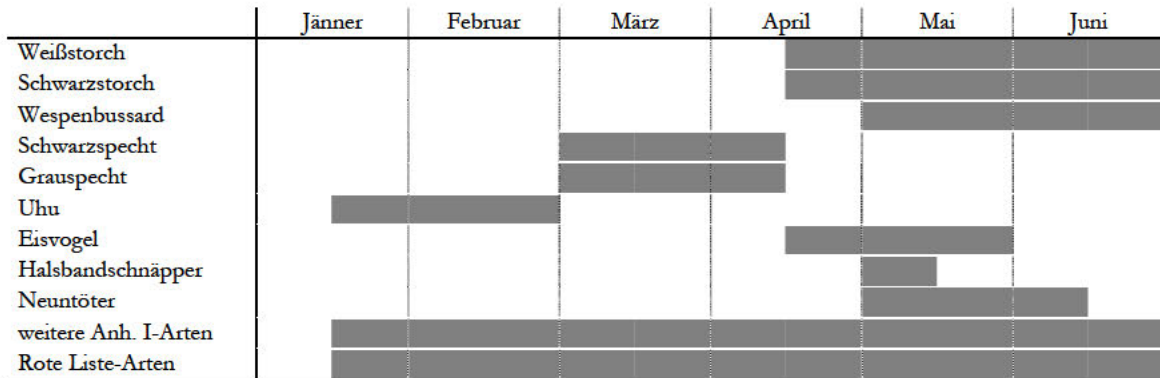 Jänner Februar März April Mai Juni
Weißstorch
Schwarzstorch
Wespenbussard
Schwarzspecht
Grauspecht
Uhu
Eisvogel
Halsbandschnäpper
Neuntöter
weitere Anh. I-Arten
Rote Liste-Arten